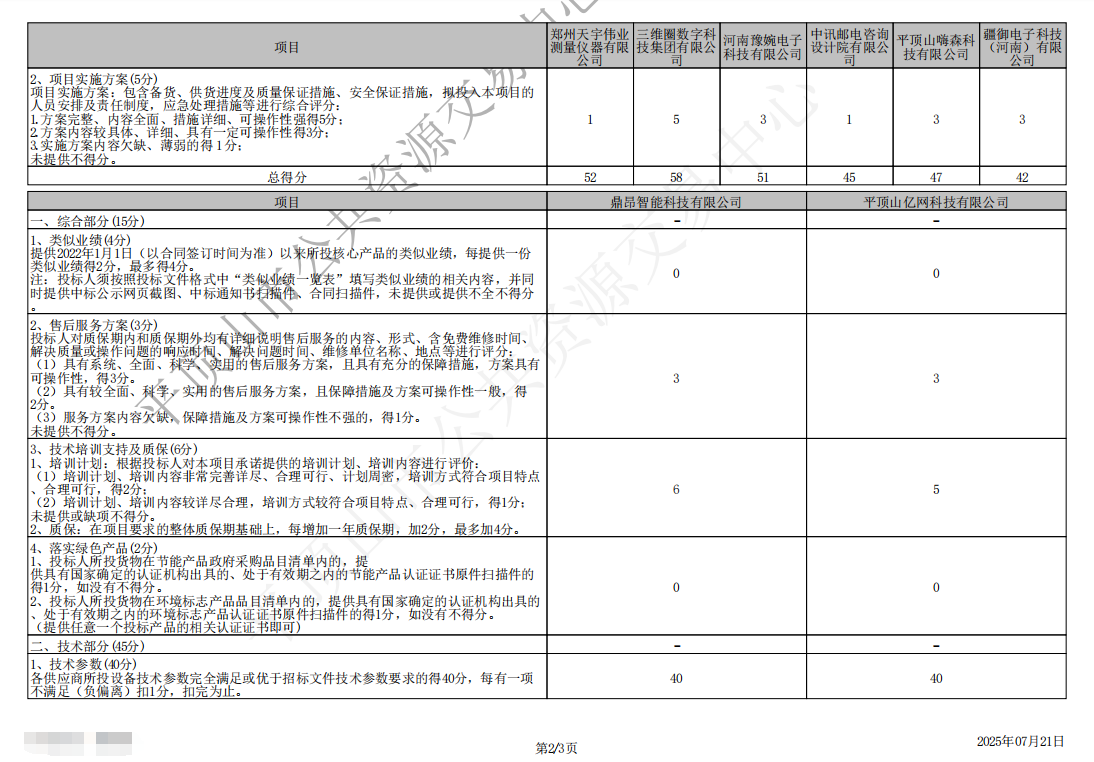 项目
郑州天宇伟业测量仪器有限公司
三维圈数字科技集团有限公司
河南豫婉电子科技有限公司
中讯邮电咨询设计院有限公司
平顶山嗨森科技有限公司
疆御电子科技（河南）有限公司
2、项目实施方案(5分)
项目实施方案：包含备货、供货进度及质量保证措施、安全保证措施，拟投入本项目的
人员安排及责任制度，应急处理措施等进行综合评分：
1.方案完整、内容全面、措施详细、可操作性强得5分；
2.方案内容较具体、详细、具有一定可操作性得3分；
3.实施方案内容欠缺、薄弱的得1分；
未提供不得分。
1 5 3 1 3 3
总得分 52 58 51 45 47 42
项目 鼎昂智能科技有限公司 平顶山亿网科技有限公司
一、综合部分(15分) － －
1、类似业绩(4分)
提供2022年1月1日（以合同签订时间为准）以来所投核心产品的类似业绩，每提供一份
类似业绩得2分，最多得4分。
注：投标人须按照投标文件格式中“类似业绩一览表”填写类似业绩的相关内容，并同
时提供中标公示网页截图、中标通知书扫描件、合同扫描件，未提供或提供不全不得分
。
0 0
2、售后服务方案(3分)
投标人对质保期内和质保期外均有详细说明售后服务的内容、形式、含免费维修时间、
解决质量或操作问题的响应时间、解决问题时间、维修单位名称、地点等进行评分；
（1）具有系统、全面、科学、实用的售后服务方案，且具有充分的保障措施，方案具有
可操作性，得3分。
（2）具有较全面、科学、实用的售后服务方案，且保障措施及方案可操作性一般，得
2分。
（3）服务方案内容欠缺，保障措施及方案可操作性不强的，得1分。
未提供不得分。
3 3
3、技术培训支持及质保(6分)
1、培训计划：根据投标人对本项目承诺提供的培训计划、培训内容进行评价；
（1）培训计划、培训内容非常完善详尽、合理可行、计划周密，培训方式符合项目特点
、合理可行，得2分；
（2）培训计划、培训内容较详尽合理，培训方式较符合项目特点、合理可行，得1分；
未提供或缺项不得分。
2、质保：在项目要求的整体质保期基础上，每增加一年质保期，加2分，最多加4分。
6 5
4、落实绿色产品(2分)
1、投标人所投货物在节能产品政府采购品目清单内的，提
供具有国家确定的认证机构出具的、处于有效期之内的节能产品认证证书原件扫描件的
得1分，如没有不得分。
2、投标人所投货物在环境标志产品品目清单内的，提供具有国家确定的认证机构出具的
、处于有效期之内的环境标志产品认证证书原件扫描件的得1分，如没有不得分。
（提供任意一个投标产品的相关认证证书即可)
0 0
二、技术部分(45分) － －
1、技术参数(40分)
各供应商所投设备技术参数完全满足或优于招标文件技术参数要求的得40分，每有一项
不满足（负偏离）扣1分，扣完为止。
40 40
平顶山市公共资源交易中心
平顶山市公共资源交易中心
第2/3页
2025年07月21日